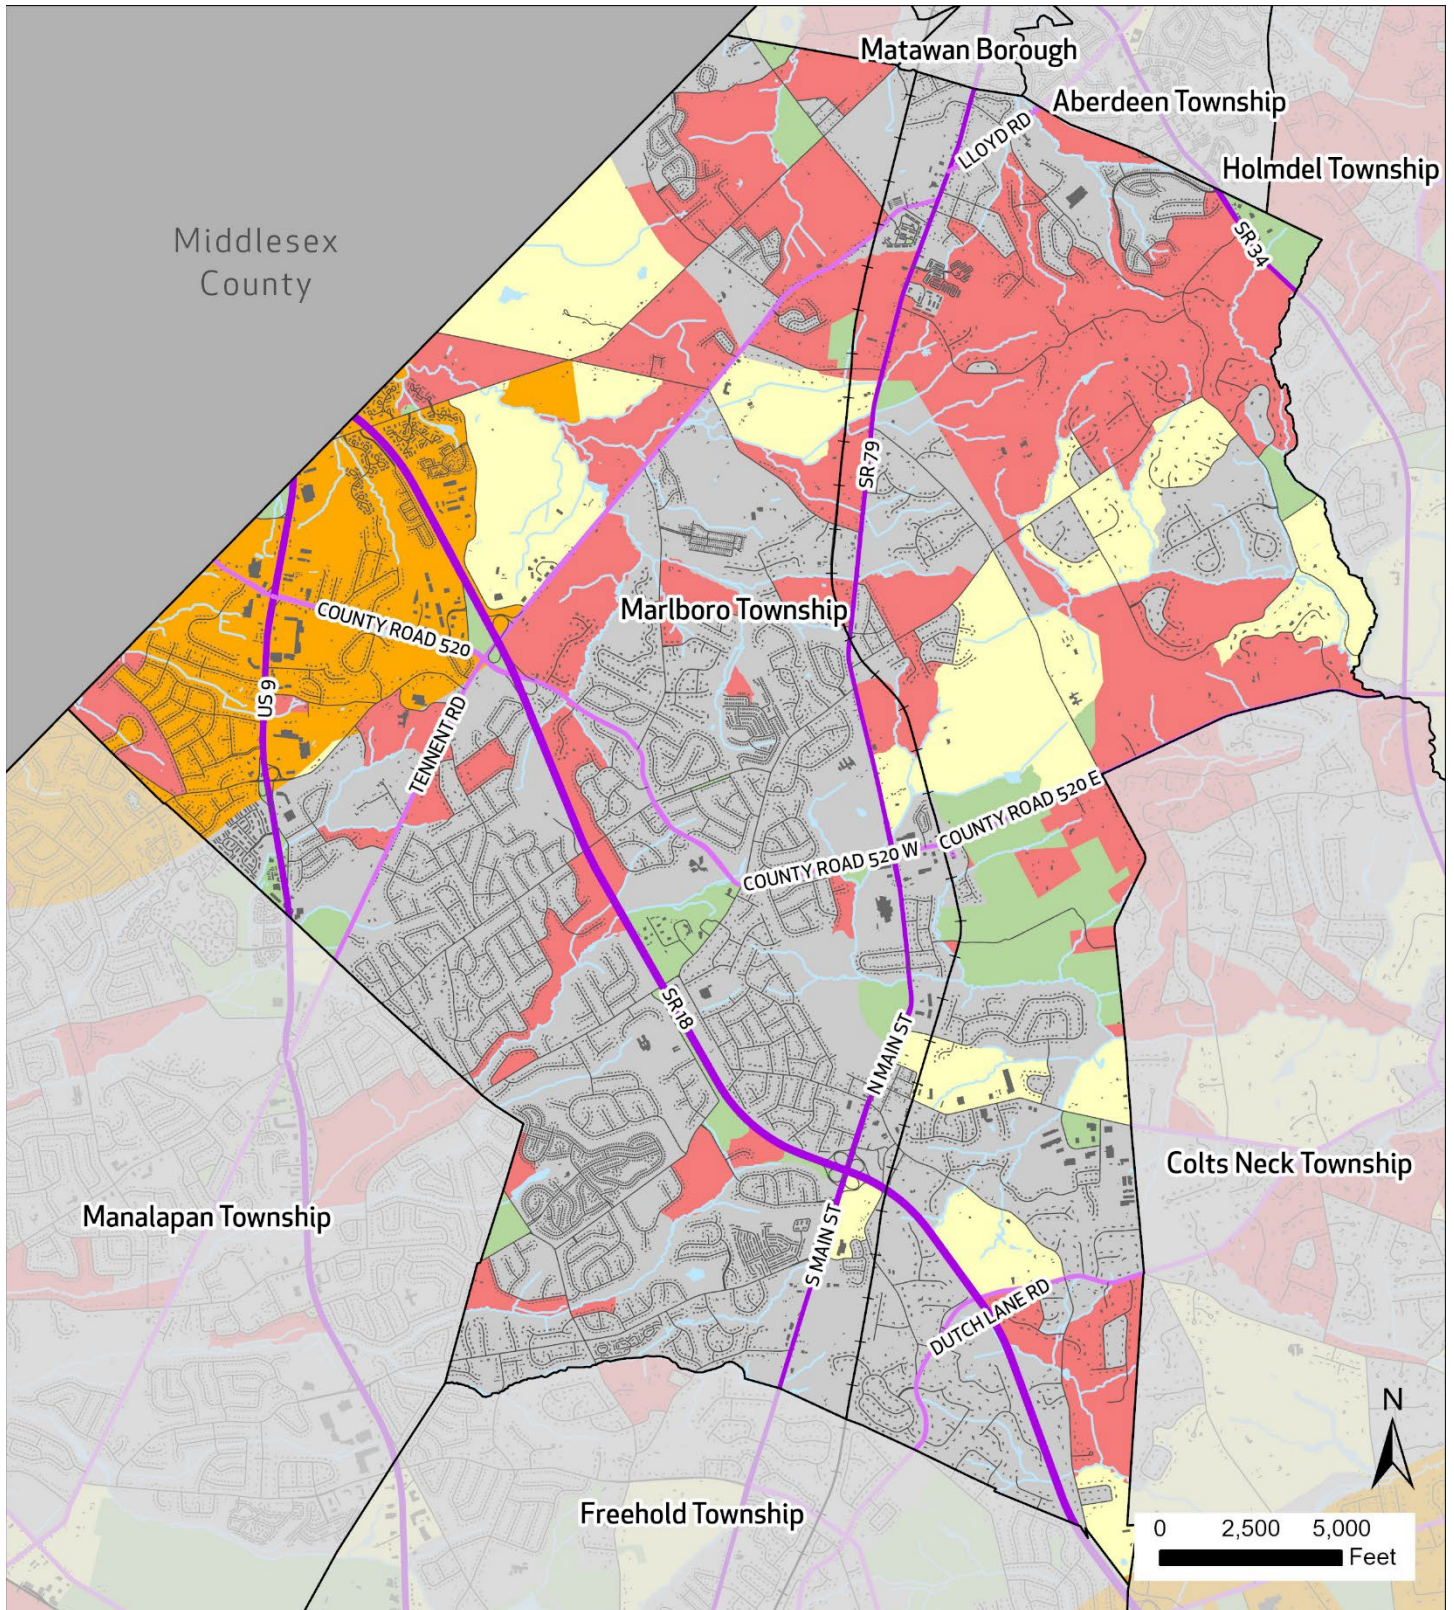 Matawan Borough
Aberdeen Township
LLOYD RD
Holmdel Township
Middlesex
County
SR 34
SR 79
COUNTY ROAD 520
Marlboro Township
US 9
TENNENT RD
COUNTY ROAD 520 E
COUNTY ROAD 520 W
SR 18
N MAIN ST
Colts Neck Township
Manalapan Township
S MAIN ST
DUTCH LANE RD
N
Freehold Township
0 2,500 5,000
Feet